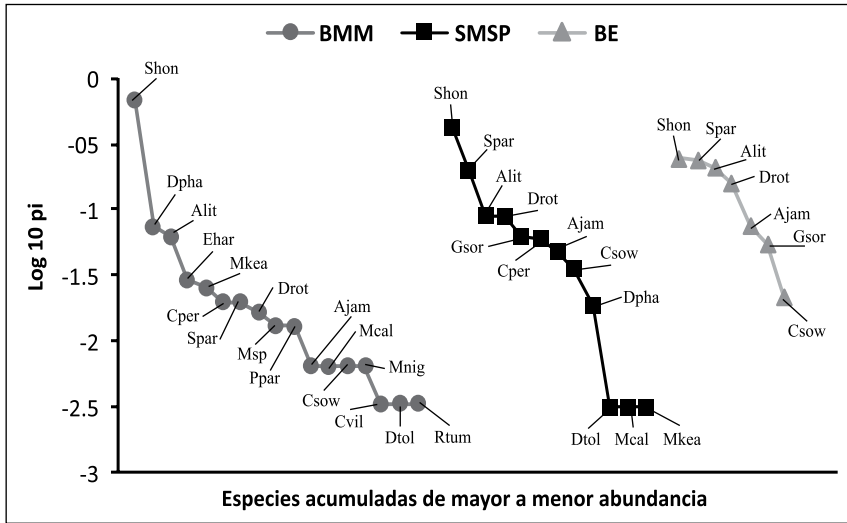 BMM SMSP BE
Log 10 pi
0
-05
-1
-1.5
-2
-2.5
-3
Shon
Dpha
Alit
Ehar
Mkea
Cper
Spar
Drot
Msp
Ppar
Ajam
Mcal
Csow
Mnig
Cvil
Dtol
Rtum
Shon
Spar
Alit
Drot
Gsor
Cper
Ajam
Csow
Dpha
Dtol
Mcal
Mkea
Shon
Spar
Alit
Drot
Ajam
Gsor
Csow
Especies acumuladas de mayor a menor abundancia